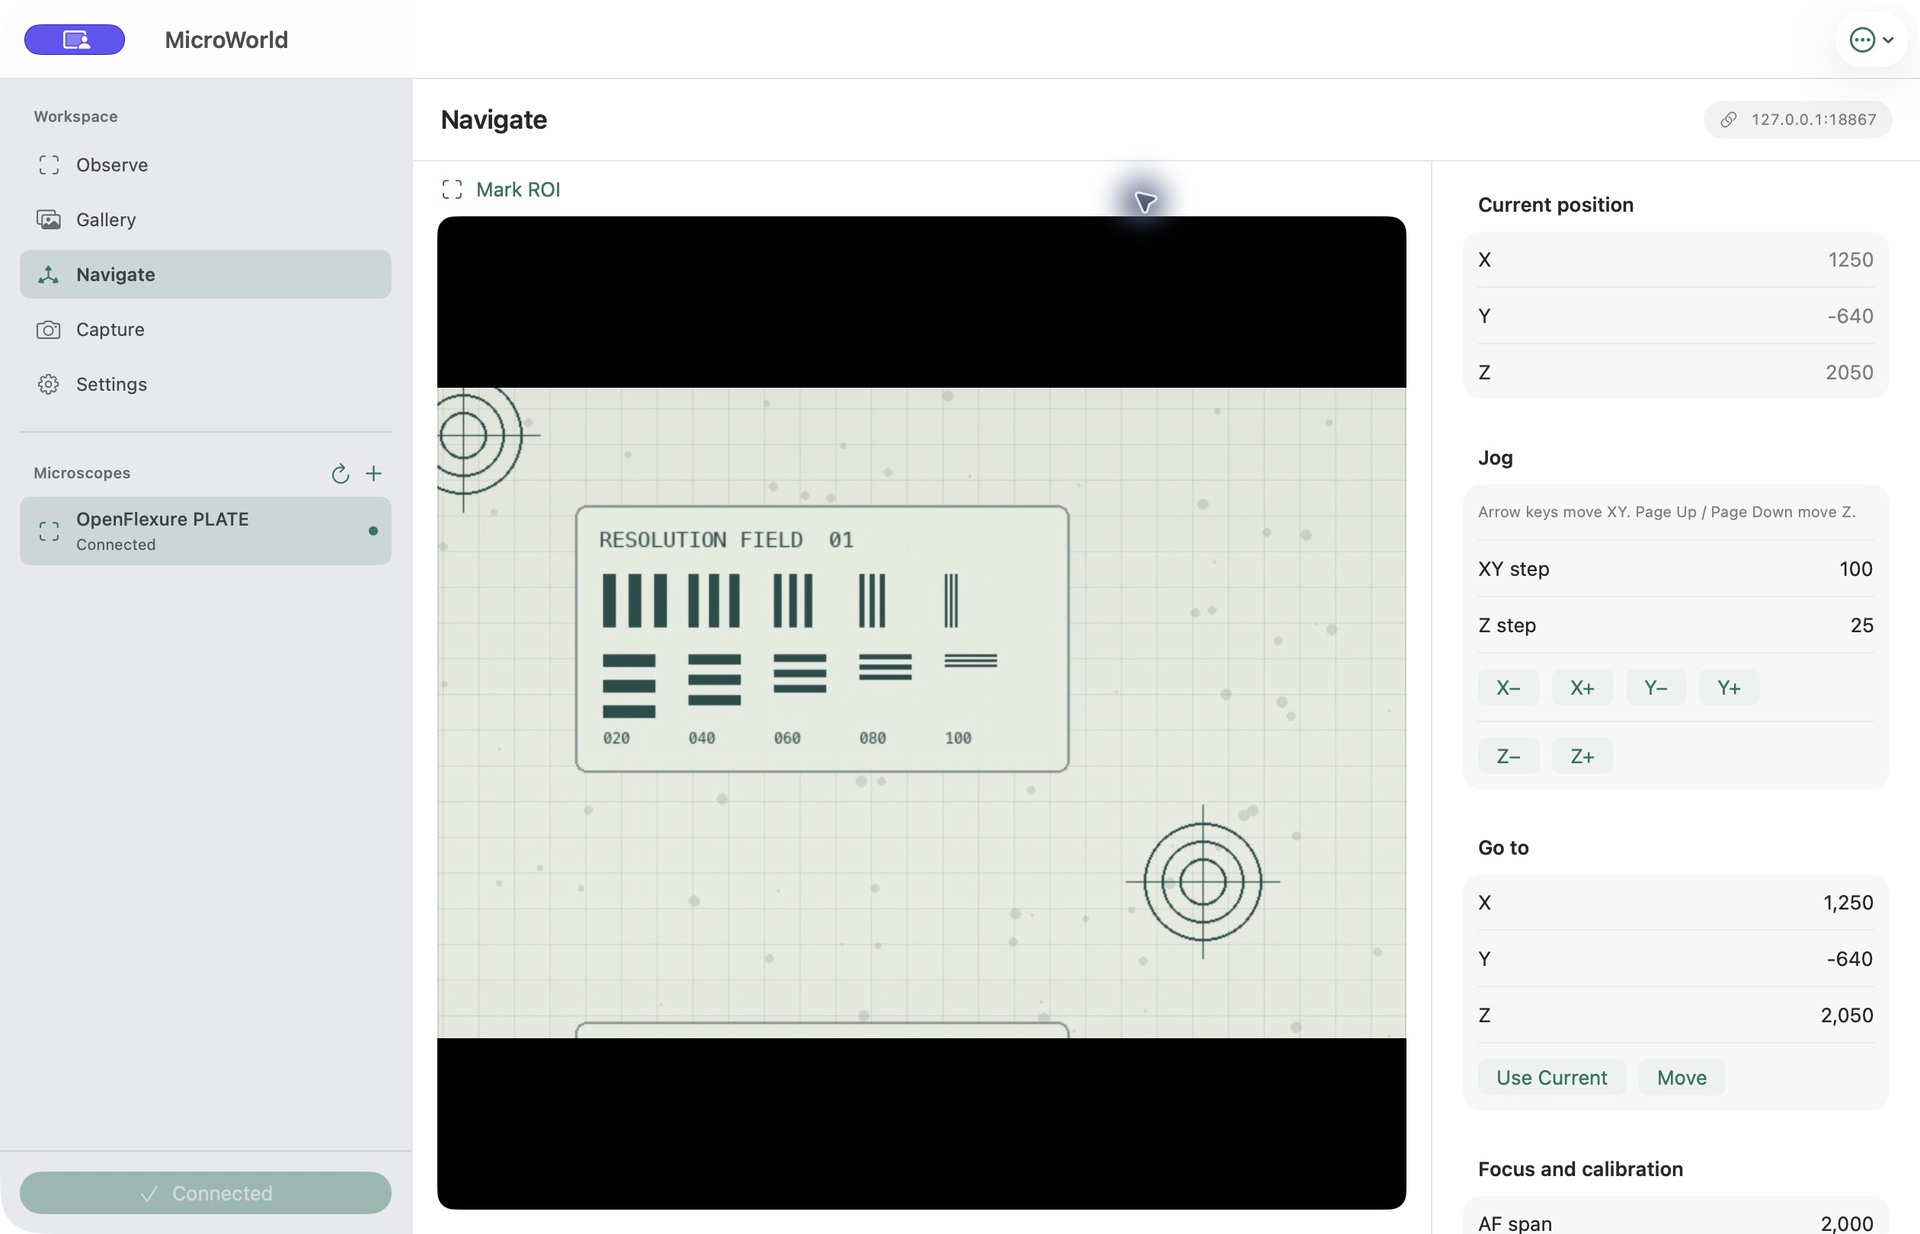 MicroWorld
Workspace
Observe
Gallery
Navigate
Capture
Settings
Microscopes
OpenFlexure PLATE
Connected
Connected
Navigate
127.0.0.1:18867
Mark ROI
RESOLUTION FIELD 01
020 040 060 080 100
Current position
X 1250
Y -640
Z 2050
Jog
Arrow keys move XY. Page Up / Page Down move Z.
XY step 100
Z step 25
X– X+ Y– Y+
Z– Z+
Go to
X 1,250
Y -640
Z 2,050
Use Current Move
Focus and calibration
AF span 2,000